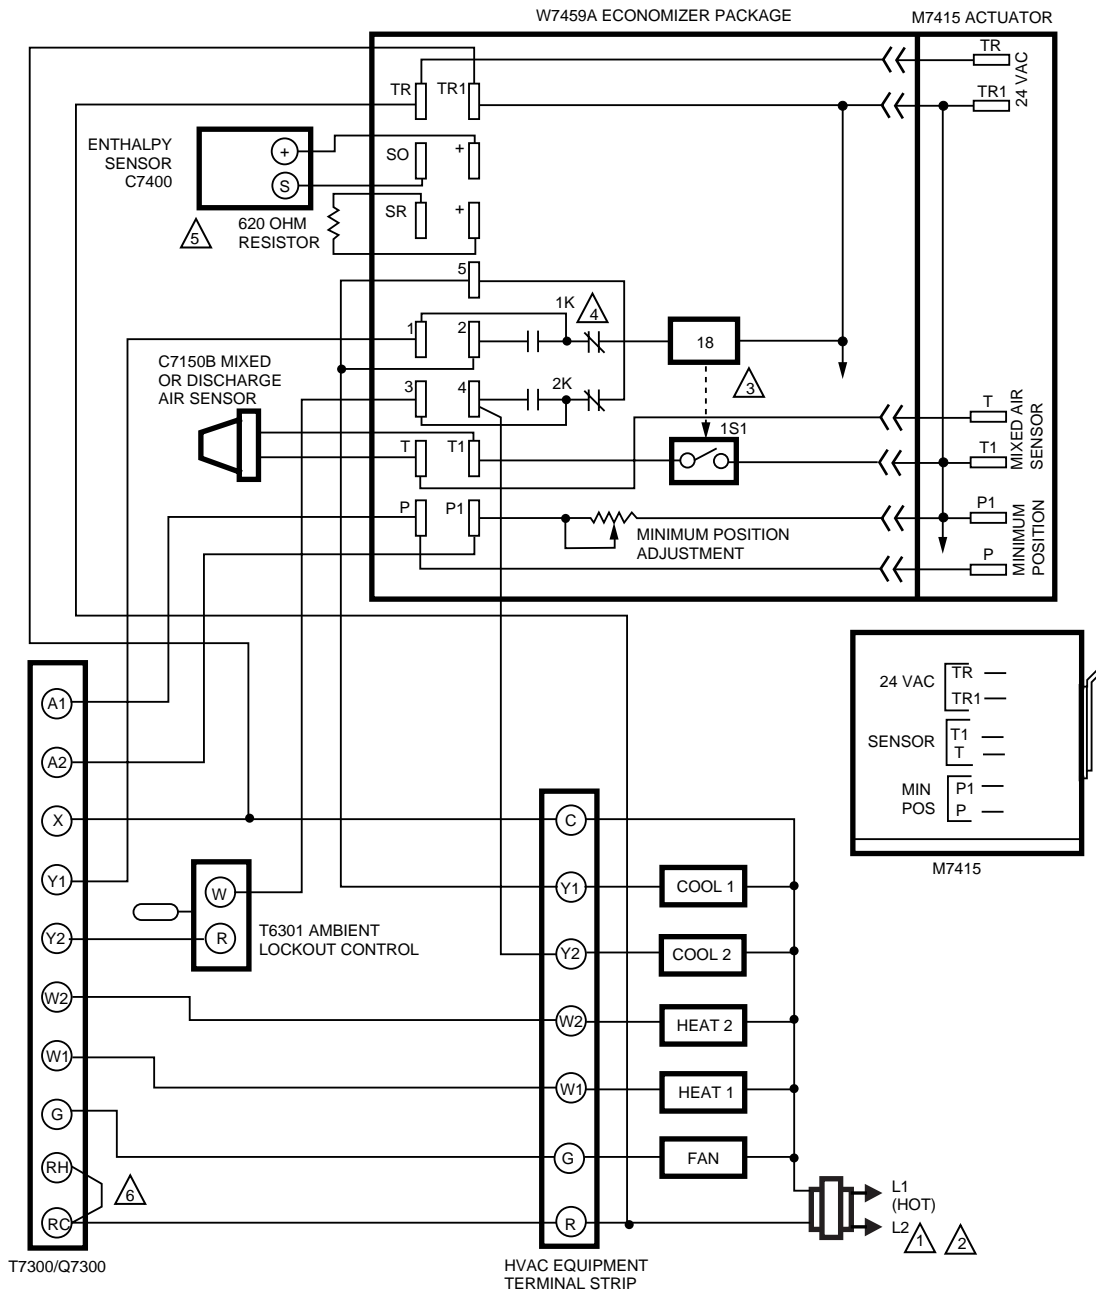 W7459A ECONOMIZER PACKAGE
M7415 ACTUATOR
TR
TR1
24 VAC
TR
TR1
ENTHALPY
SENSOR
C7400
+
S
SO
+
SR
+
5
620 OHM
RESISTOR
5
1K
4
1
2
18
3
C7150B MIXED
OR DISCHARGE
AIR SENSOR
3
4
2K
1S1
T
T1
T
T1
MIXED AIR
SENSOR
P
P1
MINIMUM POSITION
ADJUSTMENT
P1
P
MINIMUM
POSITION
A1
A2
X
Y1
Y2
W2
W1
G
RH
RC
6
T7300/Q7300
W
R
T6301 AMBIENT
LOCKOUT CONTROL
C
Y1
Y2
W2
W1
G
R
HVAC EQUIPMENT
TERMINAL STRIP
COOL 1
COOL 2
HEAT 2
HEAT 1
FAN
L1
(HOT)
L2
1
2
24 VAC
TR
TR1
SENSOR
T1
T
MIN
POS
P1
P
M7415